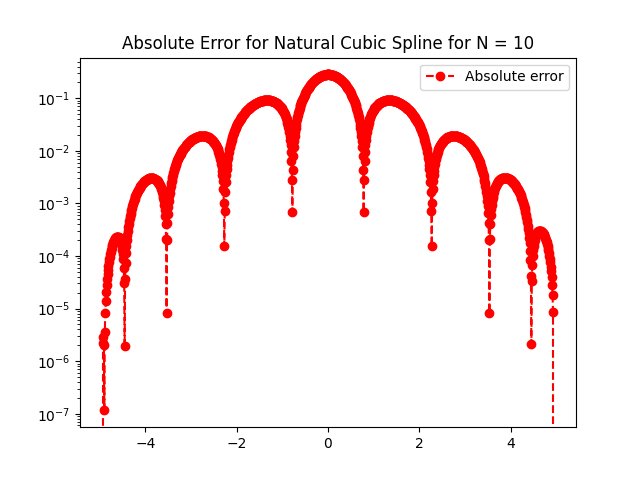 Absolute Error for Natural Cubic Spline for N = 10
Absolute error
10⁻¹
10⁻²
10⁻³
10⁻⁴
10⁻⁵
10⁻⁶
10⁻⁷
−4 −2 0 2 4